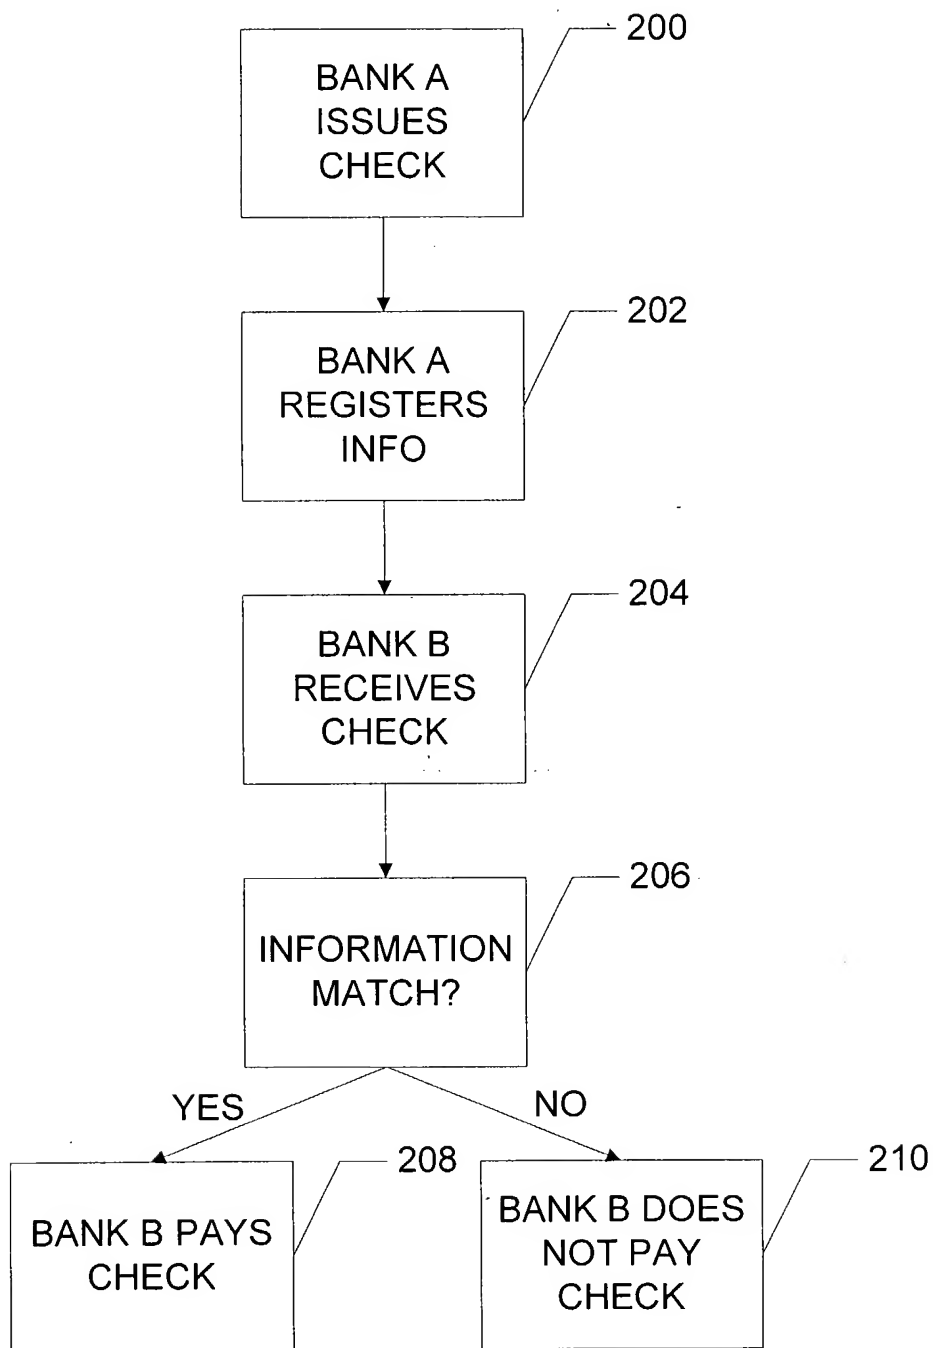 200
BANK A
ISSUES
CHECK
202
BANK A
REGISTERS
INFO
204
BANK B
RECEIVES
CHECK
206
INFORMATION
MATCH?
YES
NO
208
210
BANK B PAYS
CHECK
BANK B DOES
NOT PAY
CHECK